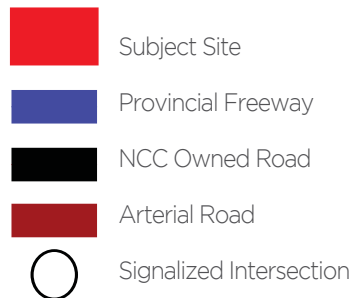 Subject Site
Provincial Freeway
NCC Owned Road
Arterial Road
Signalized Intersection